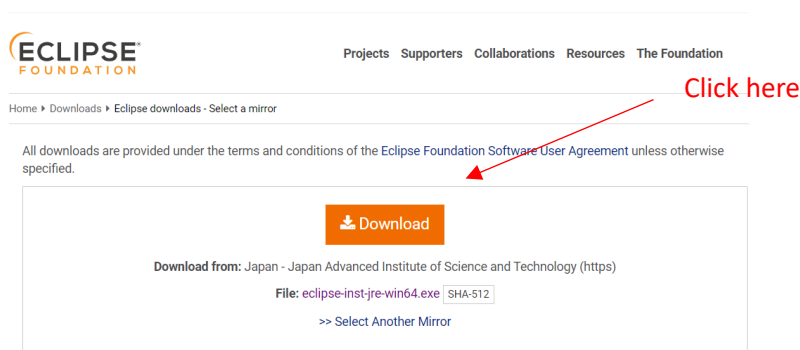 ECLIPSE
FOUNDATION
Projects Supporters Collaborations Resources The Foundation
Click here
Home Downloads Eclipse downloads - Select a mirror
All downloads are provided under the terms and conditions of the Eclipse Foundation Software User Agreement unless otherwise
specified.
Download
Download from: Japan - Japan Advanced Institute of Science and Technology (https)
File: eclipse-inst-jre-win64.exe SHA-512
>> Select Another Mirror